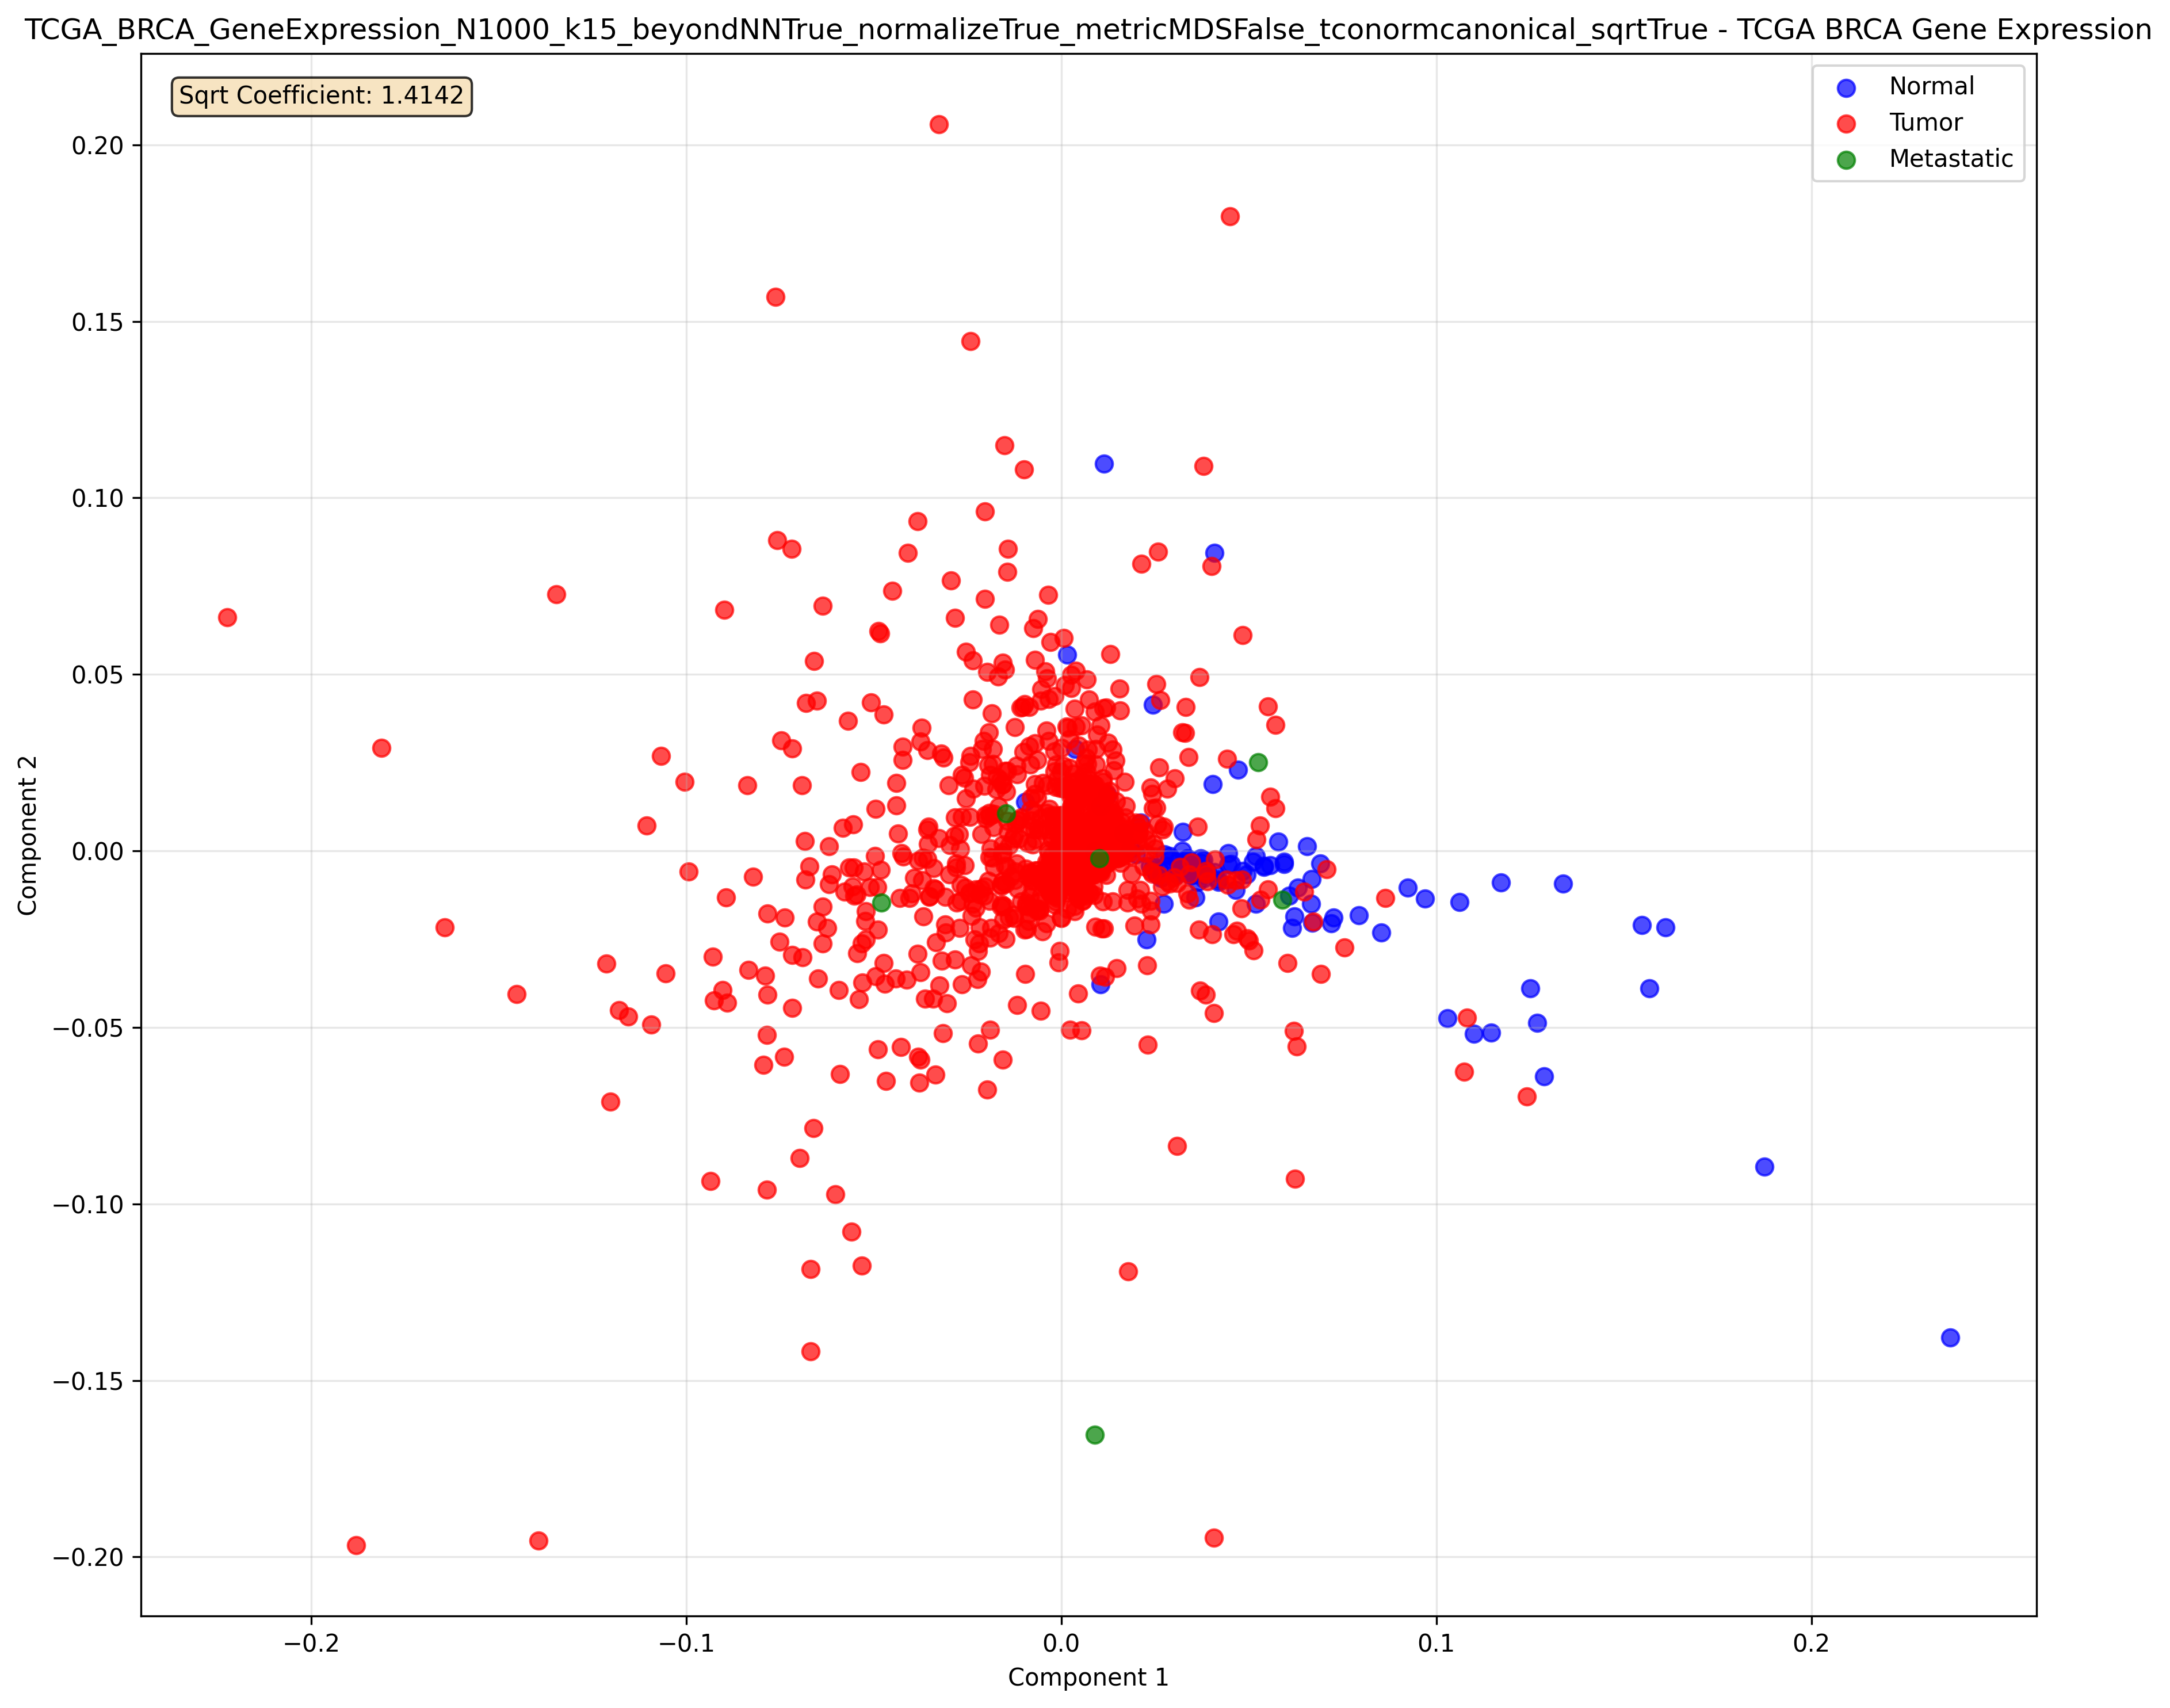 TCGA_BRCA_GeneExpression_N1000_k15_beyondNNTrue_normalizeTrue_metricMDSFalse_tconormcanonical_sqrtTrue - TCGA BRCA Gene Expression
Sqrt Coefficient: 1.4142
Normal
Tumor
Metastatic
0.20
0.15
0.10
0.05
0.00
−0.05
−0.10
−0.15
−0.20
Component 2
−0.2
−0.1
0.0
0.1
0.2
Component 1